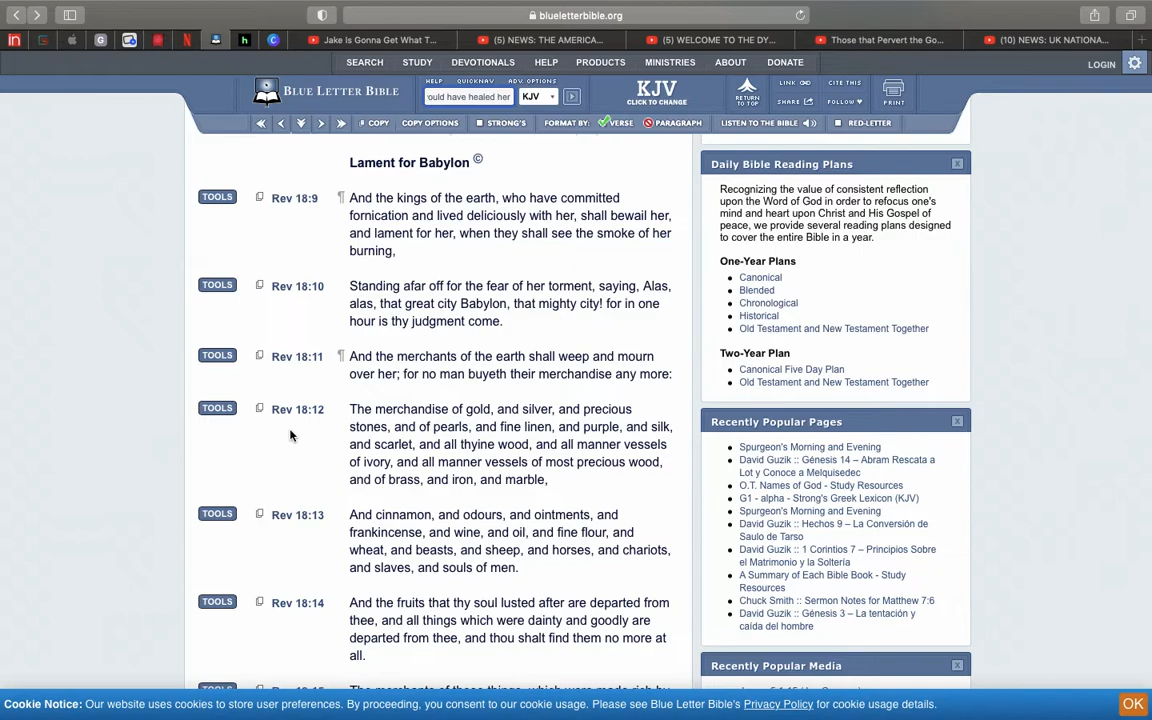 blueletterbible.org
Jake Is Gonna Get What T...
(5) NEWS: THE AMERICA...
(5) WELCOME TO THE DY...
Those that Pervert the Go...
(10) NEWS: UK NATIONA...
SEARCH STUDY DEVOTIONALS HELP PRODUCTS MINISTRIES ABOUT DONATE
LOGIN
BLUE LETTER BIBLE
HELP QUICKNAV ADV. OPTIONS
ould have healed her KJV
KJV
CLICK TO CHANGE
RETURN
TO TOP
LINK CITE THIS
SHARE FOLLOW
PRINT
COPY COPY OPTIONS STRONG'S FORMAT BY: VERSE PARAGRAPH LISTEN TO THE BIBLE RED-LETTER
Lament for Babylon ©
TOOLS Rev 18:9 ¶ And the kings of the earth, who have committed
fornication and lived deliciously with her, shall bewail her,
and lament for her, when they shall see the smoke of her
burning,
TOOLS Rev 18:10 Standing afar off for the fear of her torment, saying, Alas,
alas, that great city Babylon, that mighty city! for in one
hour is thy judgment come.
TOOLS Rev 18:11 ¶ And the merchants of the earth shall weep and mourn
over her; for no man buyeth their merchandise any more:
TOOLS Rev 18:12 The merchandise of gold, and silver, and precious
stones, and of pearls, and fine linen, and purple, and silk,
and scarlet, and all thyine wood, and all manner vessels
of ivory, and all manner vessels of most precious wood,
and of brass, and iron, and marble,
TOOLS Rev 18:13 And cinnamon, and odours, and ointments, and
frankincense, and wine, and oil, and fine flour, and
wheat, and beasts, and sheep, and horses, and chariots,
and slaves, and souls of men.
TOOLS Rev 18:14 And the fruits that thy soul lusted after are departed from
thee, and all things which were dainty and goodly are
departed from thee, and thou shalt find them no more at
all.
Daily Bible Reading Plans
Recognizing the value of consistent reflection
upon the Word of God in order to refocus one's
mind and heart upon Christ and His Gospel of
peace, we provide several reading plans designed
to cover the entire Bible in a year.
One-Year Plans
Canonical
Blended
Chronological
Historical
Old Testament and New Testament Together
Two-Year Plan
Canonical Five Day Plan
Old Testament and New Testament Together
Recently Popular Pages
Spurgeon's Morning and Evening
David Guzik :: Génesis 14 – Abram Rescata a
Lot y Conoce a Melquisedec
O.T. Names of God - Study Resources
G1 - alpha - Strong's Greek Lexicon (KJV)
Spurgeon's Morning and Evening
David Guzik :: Hechos 9 – La Conversión de
Saulo de Tarso
David Guzik :: 1 Corintios 7 – Principios Sobre
el Matrimonio y la Soltería
A Summary of Each Bible Book - Study
Resources
Chuck Smith :: Sermon Notes for Matthew 7:6
David Guzik :: Génesis 3 – La tentación y
caída del hombre
Recently Popular Media
Cookie Notice: Our website uses cookies to store user preferences. By proceeding, you consent to our cookie usage. Please see Blue Letter Bible's Privacy Policy for cookie usage details.
OK